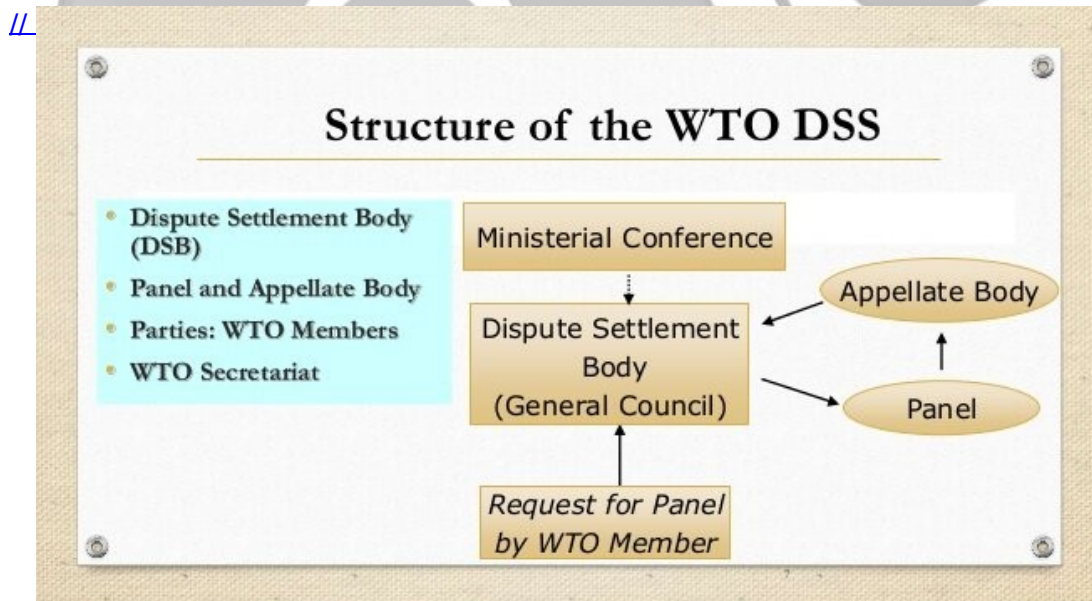 //
Structure of the WTO DSS
Dispute Settlement Body
(DSB)
Panel and Appellate Body
Parties: WTO Members
WTO Secretariat
Ministerial Conference
Dispute Settlement
Body
(General Council)
Appellate Body
Panel
Request for Panel
by WTO Member